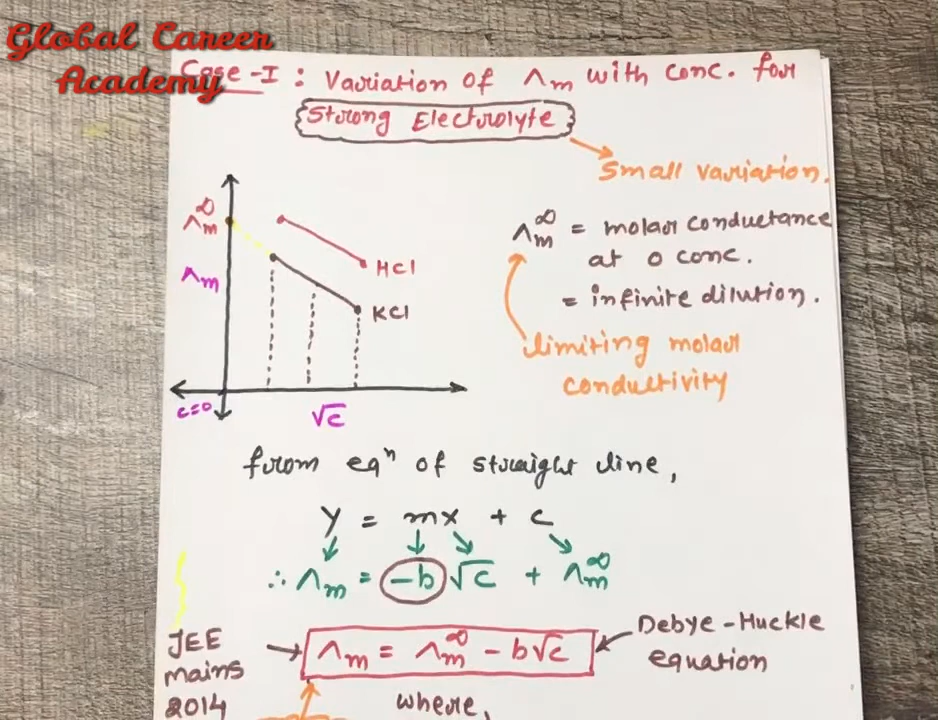 Global Career
Academy
Case-I : Variation of Λm with conc. for
Strong Electrolyte
Small variation.
Λm∞
Λm
HCl
KCl
c=0
√c
Λm∞ = molar conductance
at 0 conc.
= infinite dilution.
limiting molar
conductivity
from eqn of straight line,
Y = mx + c
∴ Λm = -b √c + Λm∞
JEE
mains
2014
Λm = Λm∞ - b√c
Debye-Huckle
equation
where,